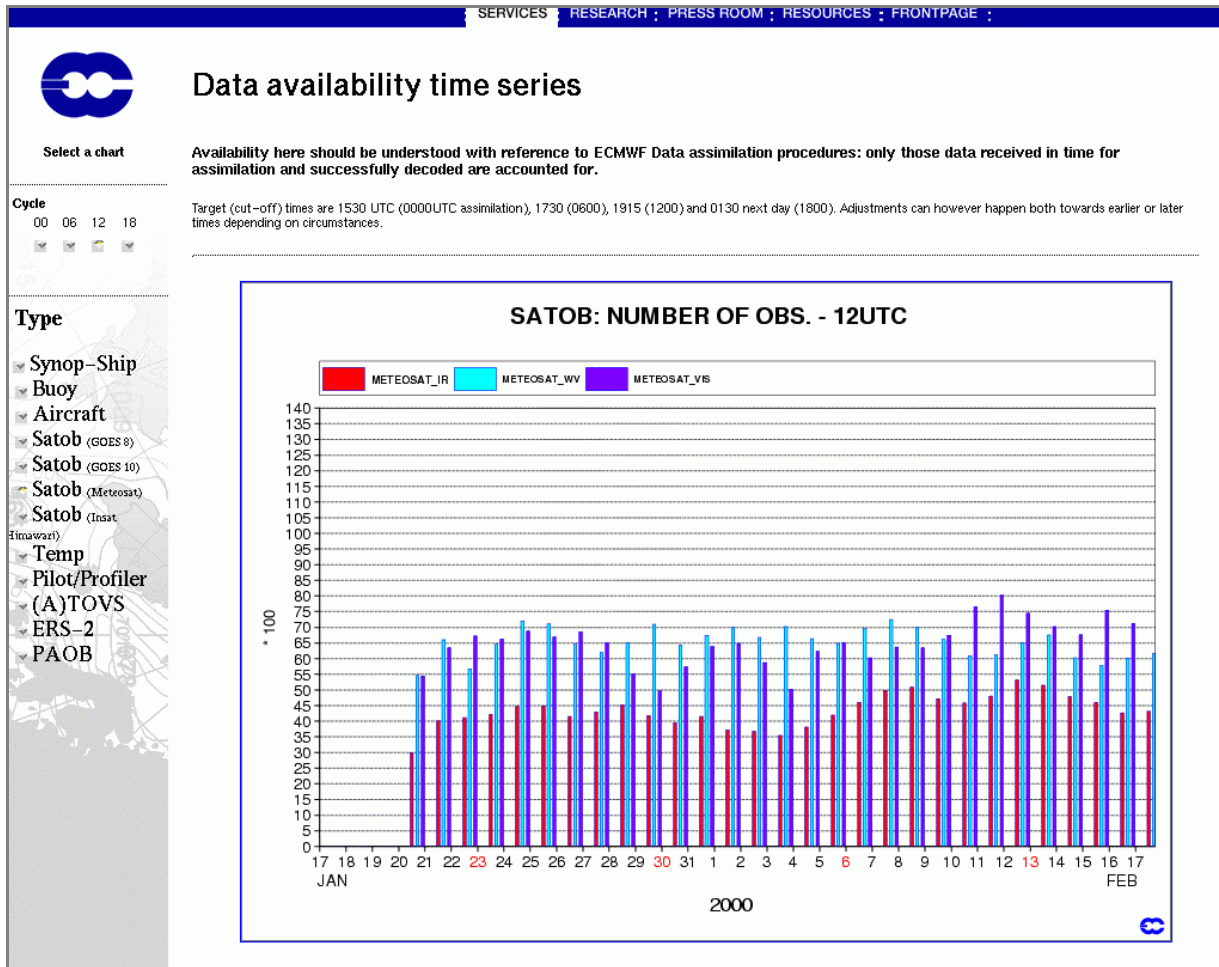 SERVICES RESEARCH PRESS ROOM RESOURCES FRONTPAGE
Data availability time series
Select a chart
Availability here should be understood with reference to ECMWF Data assimilation procedures: only those data received in time for
assimilation and successfully decoded are accounted for.
Cycle
00 06 12 18
Target (cut-off) times are 1530 UTC (0000UTC assimilation), 1730 (0600), 1915 (1200) and 0130 next day (1800). Adjustments can however happen both towards earlier or later
times depending on circumstances.
Type
Synop-Ship
Buoy
Aircraft
Satob (GOES 8)
Satob (GOES 10)
Satob (Meteosat)
Satob (Insat
Himawari)
Temp
Pilot/Profiler
(A)TOVS
ERS-2
PAOB
SATOB: NUMBER OF OBS. - 12UTC
METEOSAT_IR METEOSAT_WV METEOSAT_VIS
140
135
130
125
120
115
110
105
100
95
90
85
80
75
70
65
60
55
50
45
40
35
30
25
20
15
10
5
0
* 100
17 18 19 20 21 22 23 24 25 26 27 28 29 30 31 1 2 3 4 5 6 7 8 9 10 11 12 13 14 15 16 17
JAN FEB
2000